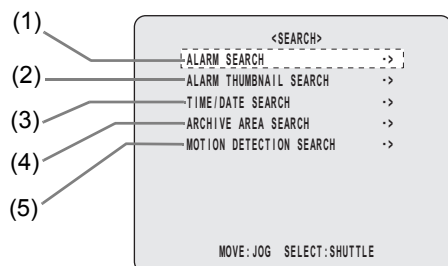 (1)
(2)
(3)
(4)
(5)
<SEARCH>
ALARM SEARCH ->
ALARM THUMBNAIL SEARCH ->
TIME/DATE SEARCH ->
ARCHIVE AREA SEARCH ->
MOTION DETECTION SEARCH ->
MOVE:JOG SELECT:SHUTTLE